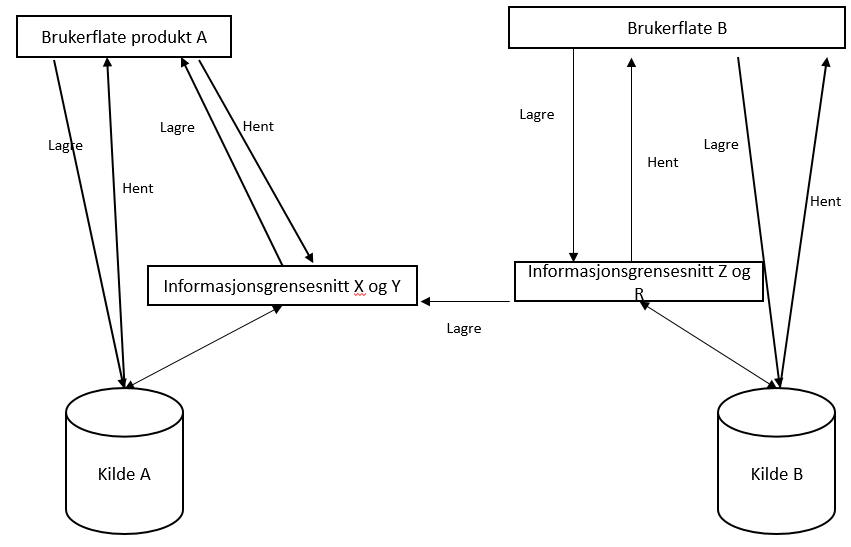 Brukerflate produkt A
Brukerflate B
Lagre
Hent
Lagre
Hent
Lagre
Hent
Lagre
Hent
Informasjonsgrensesnitt X og Y
Informasjonsgrensesnitt Z og
R
Lagre
Kilde A
Kilde B